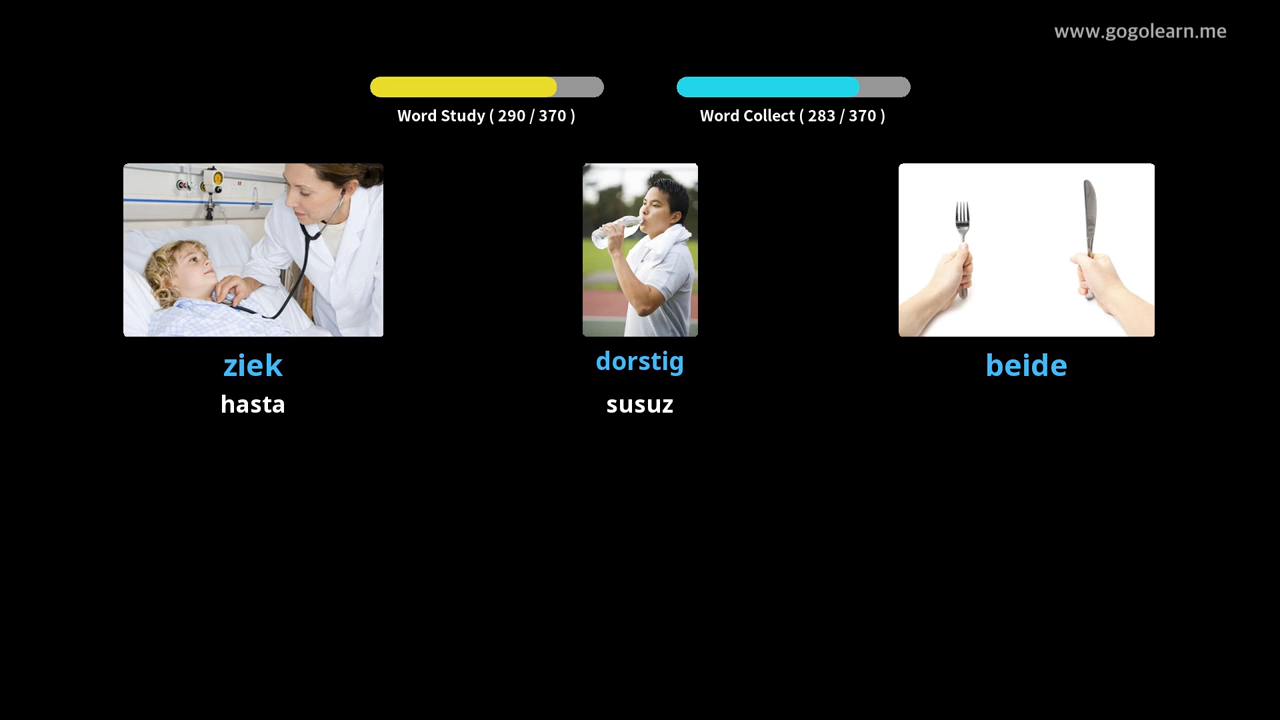 www.gogolearn.me
Word Study ( 290 / 370 )
Word Collect ( 283 / 370 )
ziek
hasta
dorstig
susuz
beide